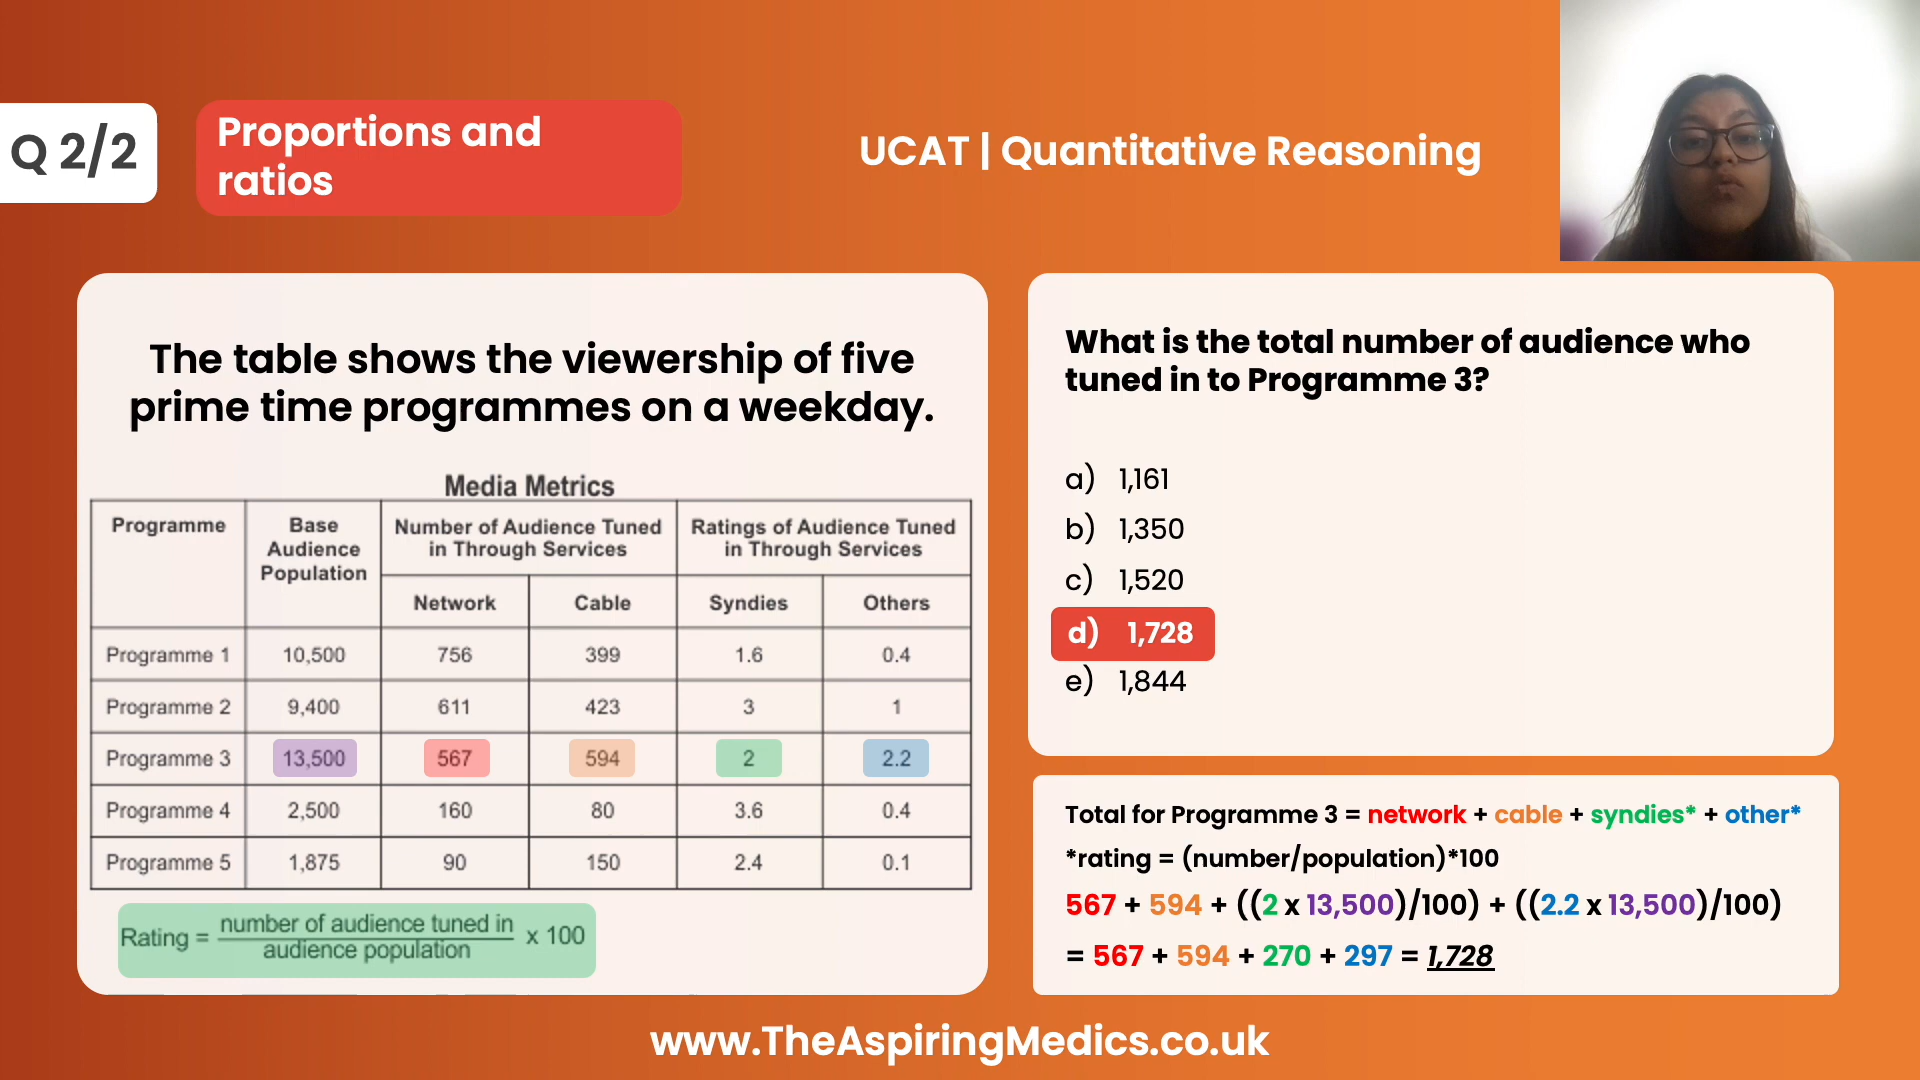 Q 2/2
Proportions and
ratios
UCAT | Quantitative Reasoning
The table shows the viewership of five
prime time programmes on a weekday.
Media Metrics
Programme
Base
Audience
Population
Number of Audience Tuned
in Through Services
Ratings of Audience Tuned
in Through Services
Network
Cable
Syndies
Others
Programme 1 10,500 756 399 1.6 0.4
Programme 2 9,400 611 423 3 1
Programme 3 13,500 567 594 2 2.2
Programme 4 2,500 160 80 3.6 0.4
Programme 5 1,875 90 150 2.4 0.1
number of audience tuned in
Rating = x 100
audience population
What is the total number of audience who
tuned in to Programme 3?
a) 1,161
b) 1,350
c) 1,520
d) 1,728
e) 1,844
Total for Programme 3 = network + cable + syndies* + other*
*rating = (number/population)*100
567 + 594 + ((2 x 13,500)/100) + ((2.2 x 13,500)/100)
= 567 + 594 + 270 + 297 = 1,728
www.TheAspiringMedics.co.uk